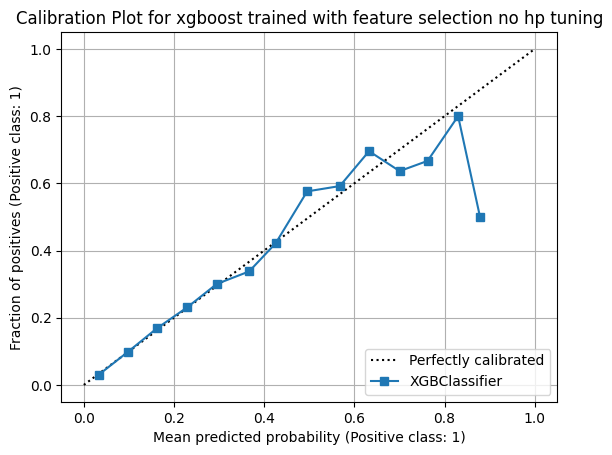 Calibration Plot for xgboost trained with feature selection no hp tuning
1.0
0.8
0.6
0.4
0.2
0.0
Fraction of positives (Positive class: 1)
Perfectly calibrated
XGBClassifier
0.0 0.2 0.4 0.6 0.8 1.0
Mean predicted probability (Positive class: 1)